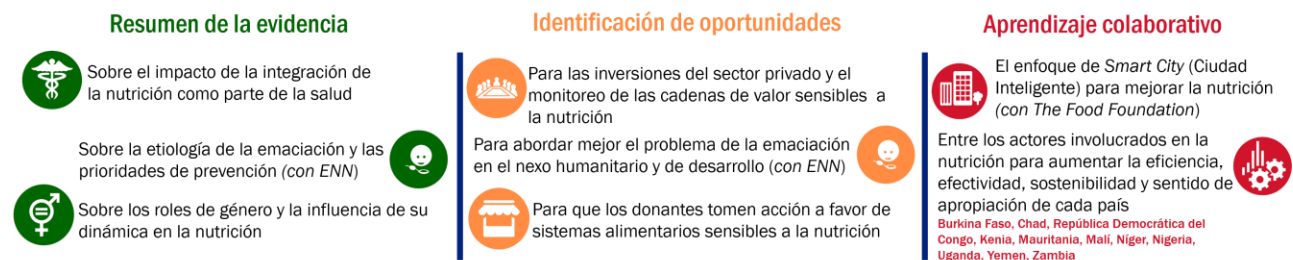 Resumen de la evidencia
Sobre el impacto de la integración de
la nutrición como parte de la salud
Sobre la etiología de la emaciación y las
prioridades de prevención (con ENN)
Sobre los roles de género y la influencia de su
dinámica en la nutrición
Identificación de oportunidades
Para las inversiones del sector privado y el
monitoreo de las cadenas de valor sensibles a
la nutrición
Para abordar mejor el problema de la emaciación
en el nexo humanitario y de desarrollo (con ENN)
Para que los donantes tomen acción a favor de
sistemas alimentarios sensibles a la nutrición
Aprendizaje colaborativo
El enfoque de Smart City (Ciudad
Inteligente) para mejorar la nutrición
(con The Food Foundation)
Entre los actores involucrados en la
nutrición para aumentar la eficiencia,
efectividad, sostenibilidad y sentido de
apropiación de cada país
Burkina Faso, Chad, República Democrática del
Congo, Kenia, Mauritania, Malí, Níger, Nigeria,
Uganda, Yemen, Zambia